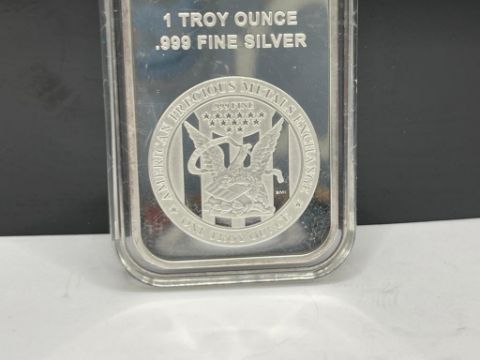 1 TROY OUNCE
.999 FINE SILVER
AMERICAN PRECIOUS METALS EXCHANGE
.999 FINE
ONE TROY OUNCE